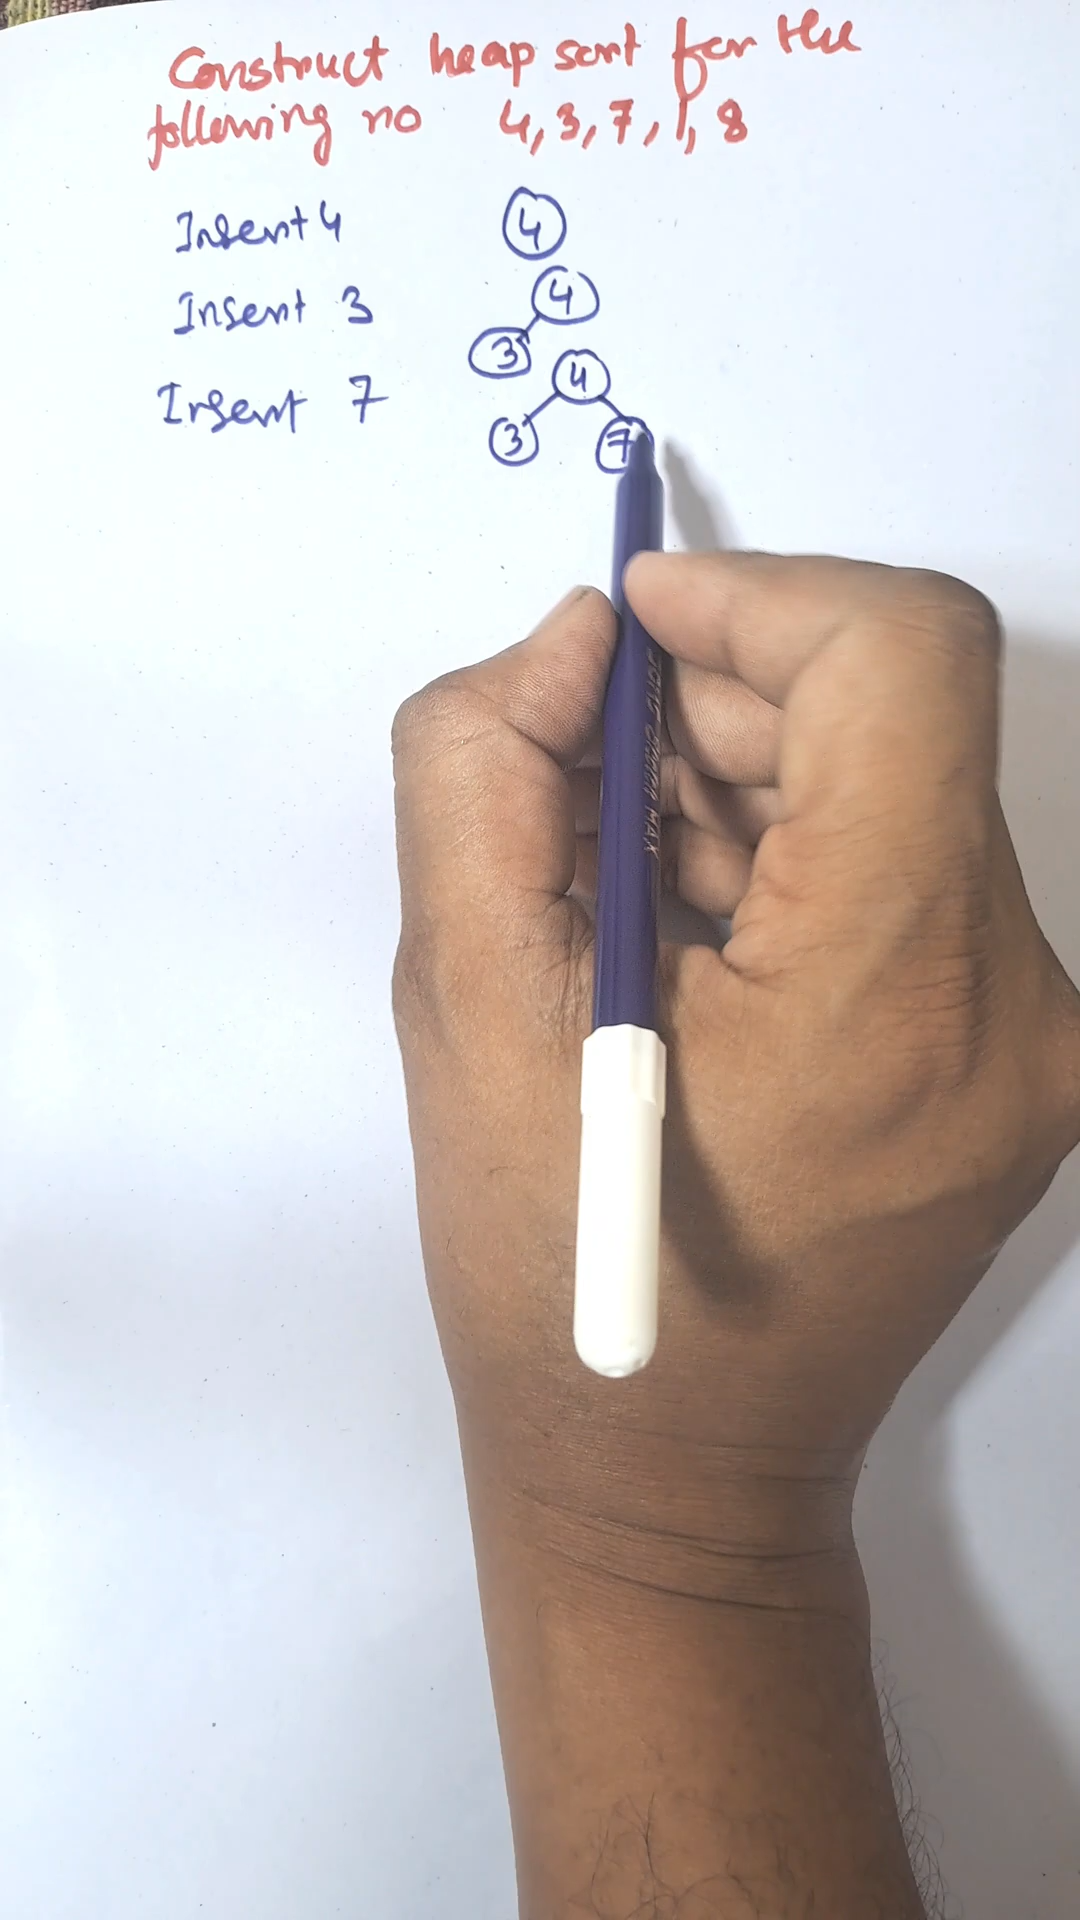 Construct heap sort for the
following no 4, 3, 7, 1, 8
Insert 4
4
Insert 3
4
3
Insert 7
4
3 7